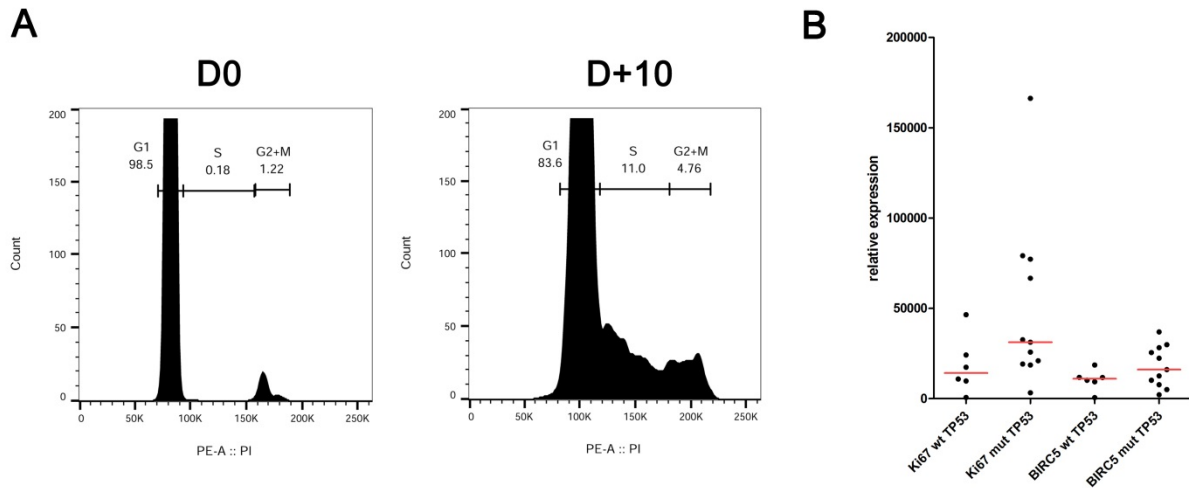 A
B
D0
D+10
200
150
100
50
0
Count
G1
98.5
S
0.18
G2+M
1.22
0
50K
100K
150K
200K
250K
PE-A :: PI
200
150
100
50
0
Count
G1
83.6
S
11.0
G2+M
4.76
0
50K
100K
150K
200K
250K
PE-A :: PI
200000
150000
100000
50000
0
relative expression
Ki67 wt TP53
Ki67 mut TP53
BIRC5 wt TP53
BIRC5 mut TP53